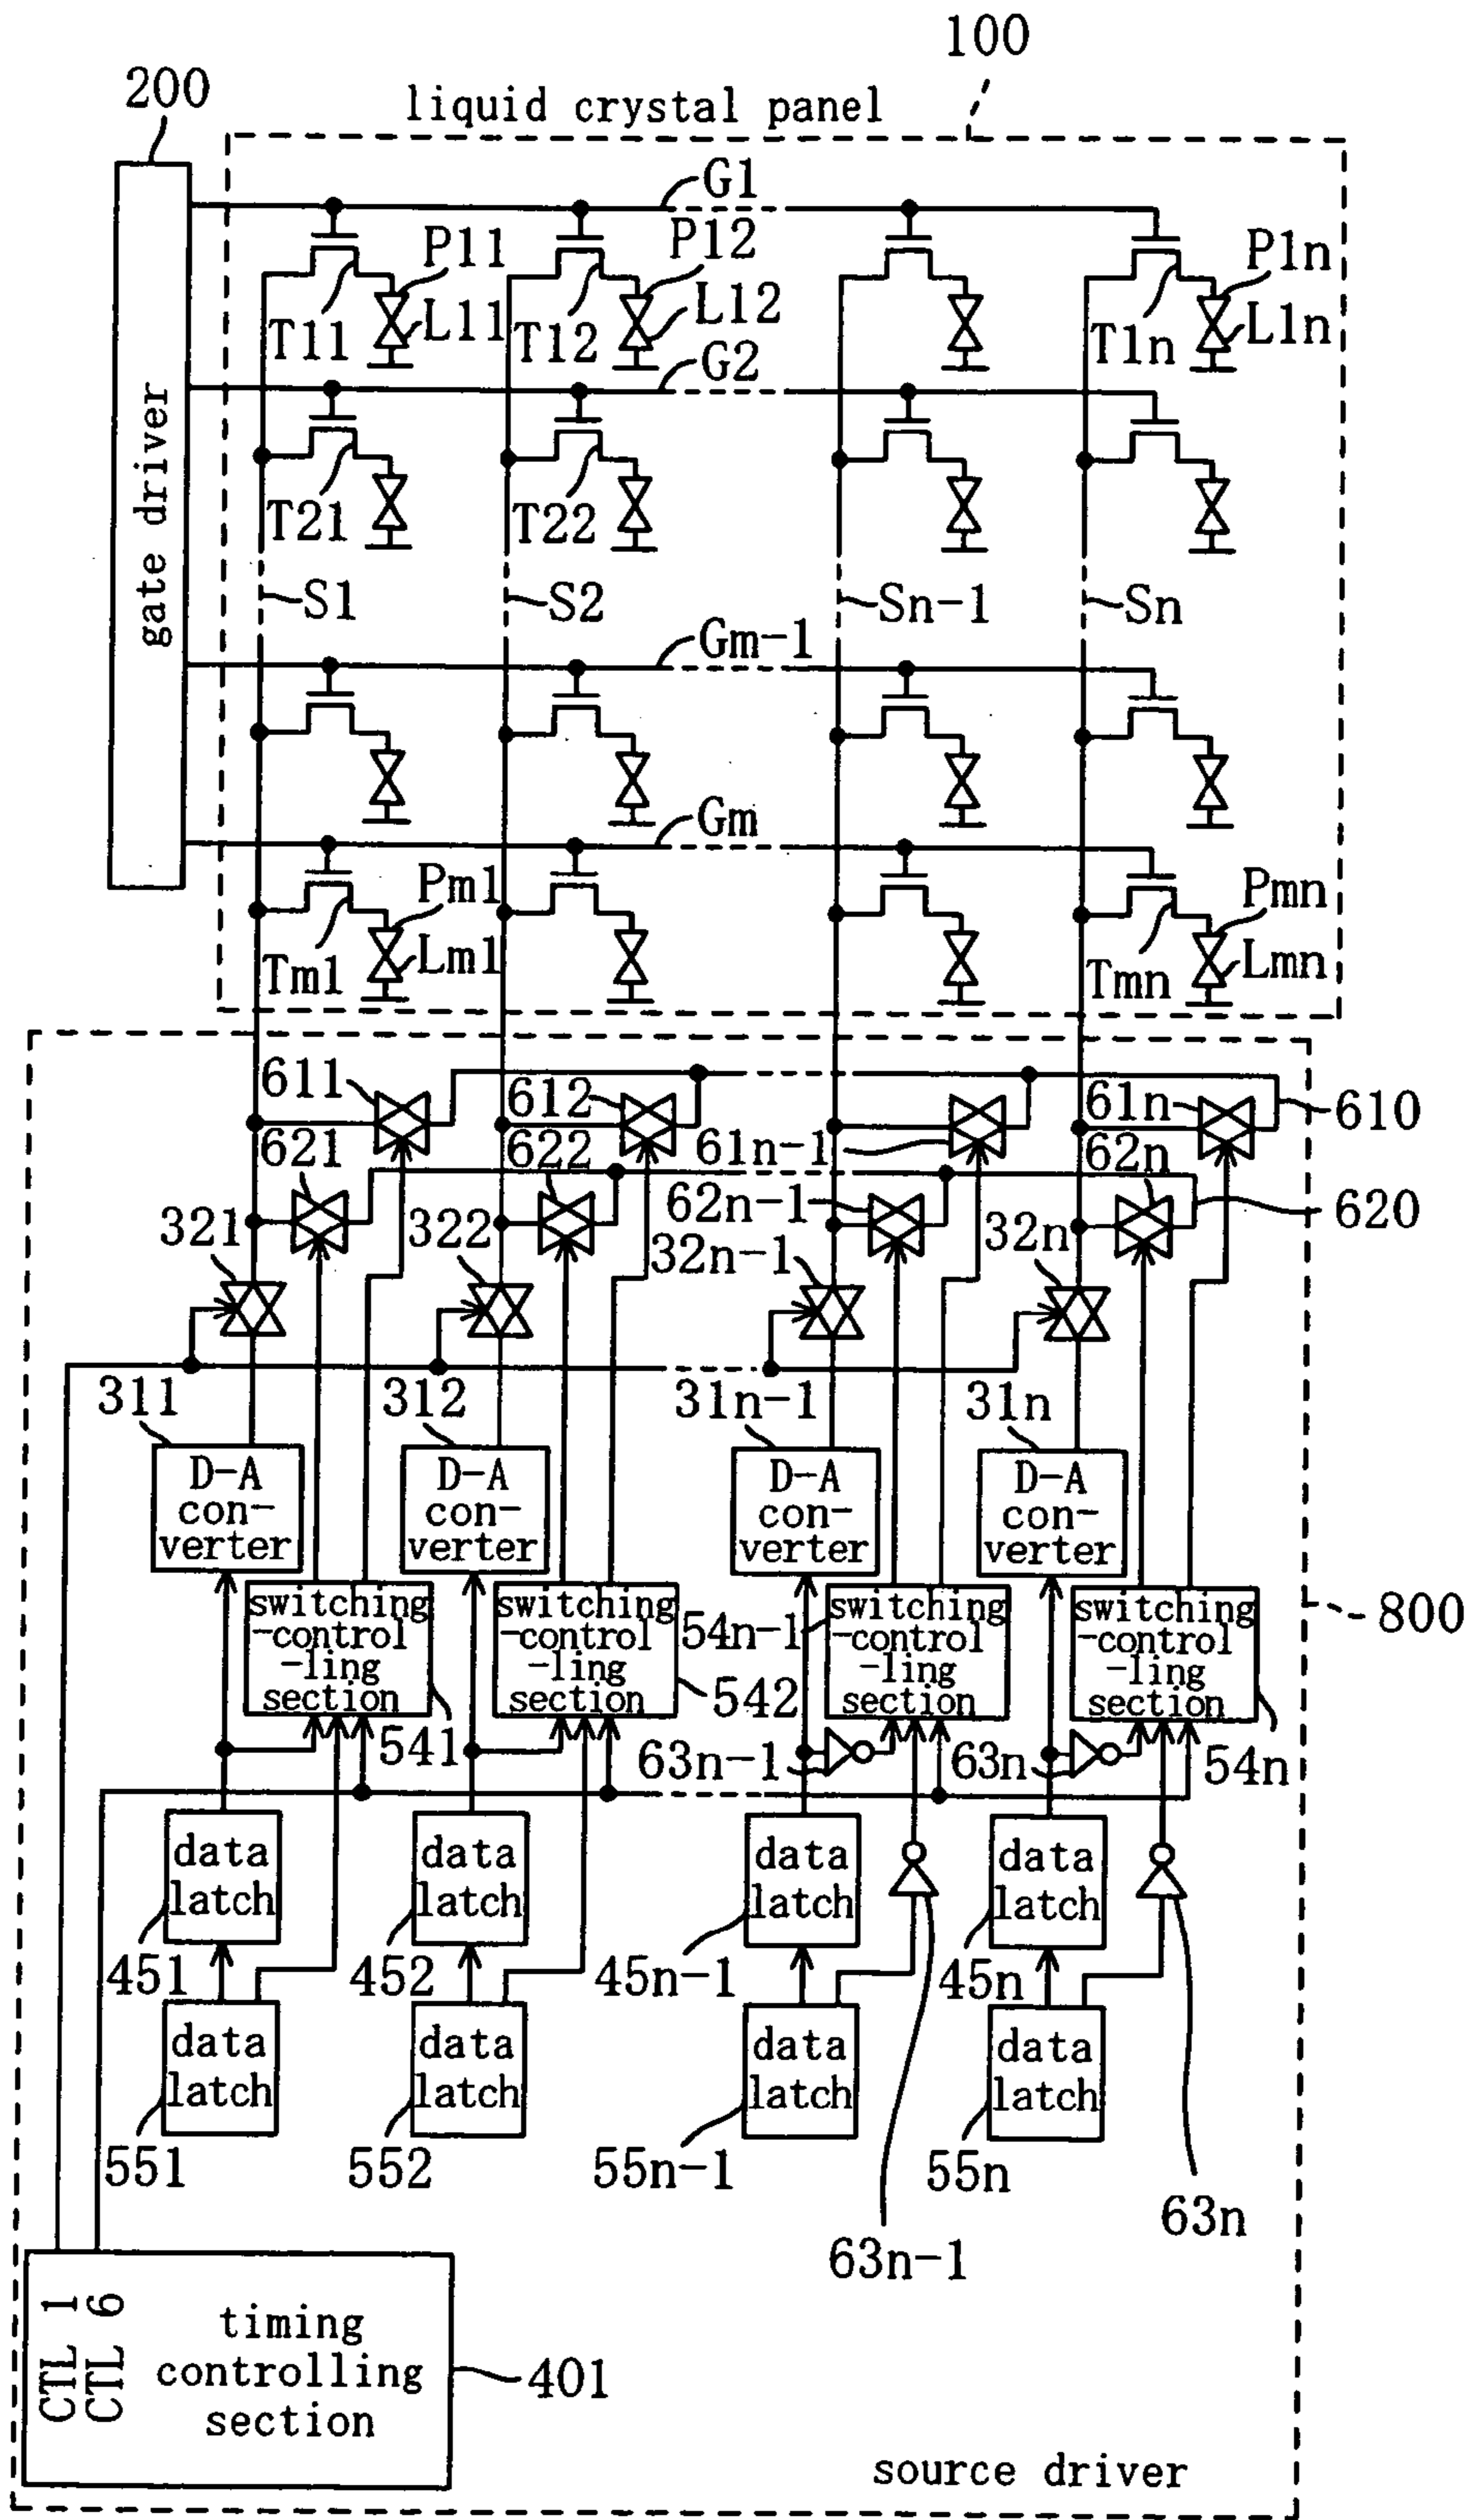 100
200
liquid crystal panel
G1
P11
P12
P1n
L11
L12
L1n
T11
T12
T1n
G2
gate driver
T21
T22
S1
S2
Sn-1
Sn
Gm-1
Gm
Pm1
Pmn
Lm1
Lmn
Tm1
Tmn
611
612
61n
610
621
622
61n-1
62n
62n-1
620
321
322
32n-1
32n
311
312
31n-1
31n
D-A
con-
verter
D-A
con-
verter
D-A
con-
verter
D-A
con-
verter
switching
-control
-ling
section
switching
-control
-ling
section
54n-1
switching
-control
-ling
section
switching
-control
-ling
section
800
541
542
63n-1
63n
54n
data
latch
data
latch
data
latch
data
latch
451
452
45n-1
45n
data
latch
data
latch
data
latch
data
latch
551
552
55n-1
55n
63n-1
63n
CTL 1
CTL 6
timing
controlling
section
401
source driver